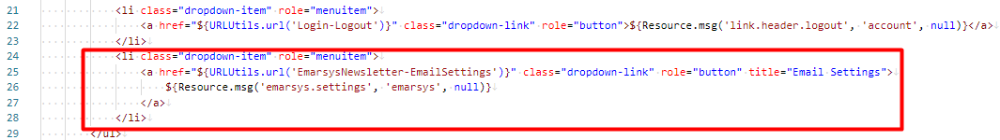 21 <li class="dropdown-item" role="menuitem">
22 <a href="${URLUtils.url('Login-Logout')}" class="dropdown-link" role="button">${Resource.msg('link.header.logout', 'account', null)}</a>
23 </li>
24 <li class="dropdown-item" role="menuitem">
25 <a href="${URLUtils.url('EmarsysNewsletter-EmailSettings')}" class="dropdown-link" role="button" title="Email Settings">
26 ${Resource.msg('emarsys.settings', 'emarsys', null)}
27 </a>
28 </li>
29 </ul>